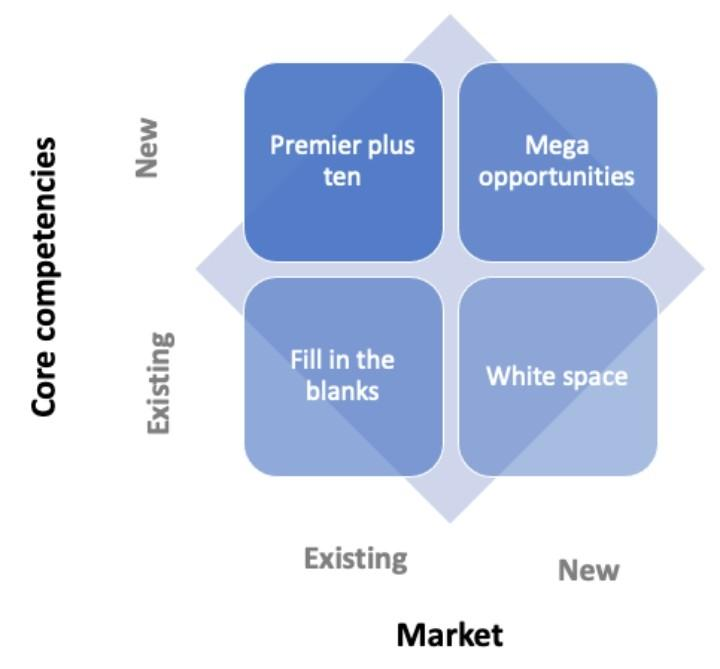 Core competencies
New
Existing
Premier plus
ten
Mega
opportunities
Fill in the
blanks
White space
Existing
New
Market